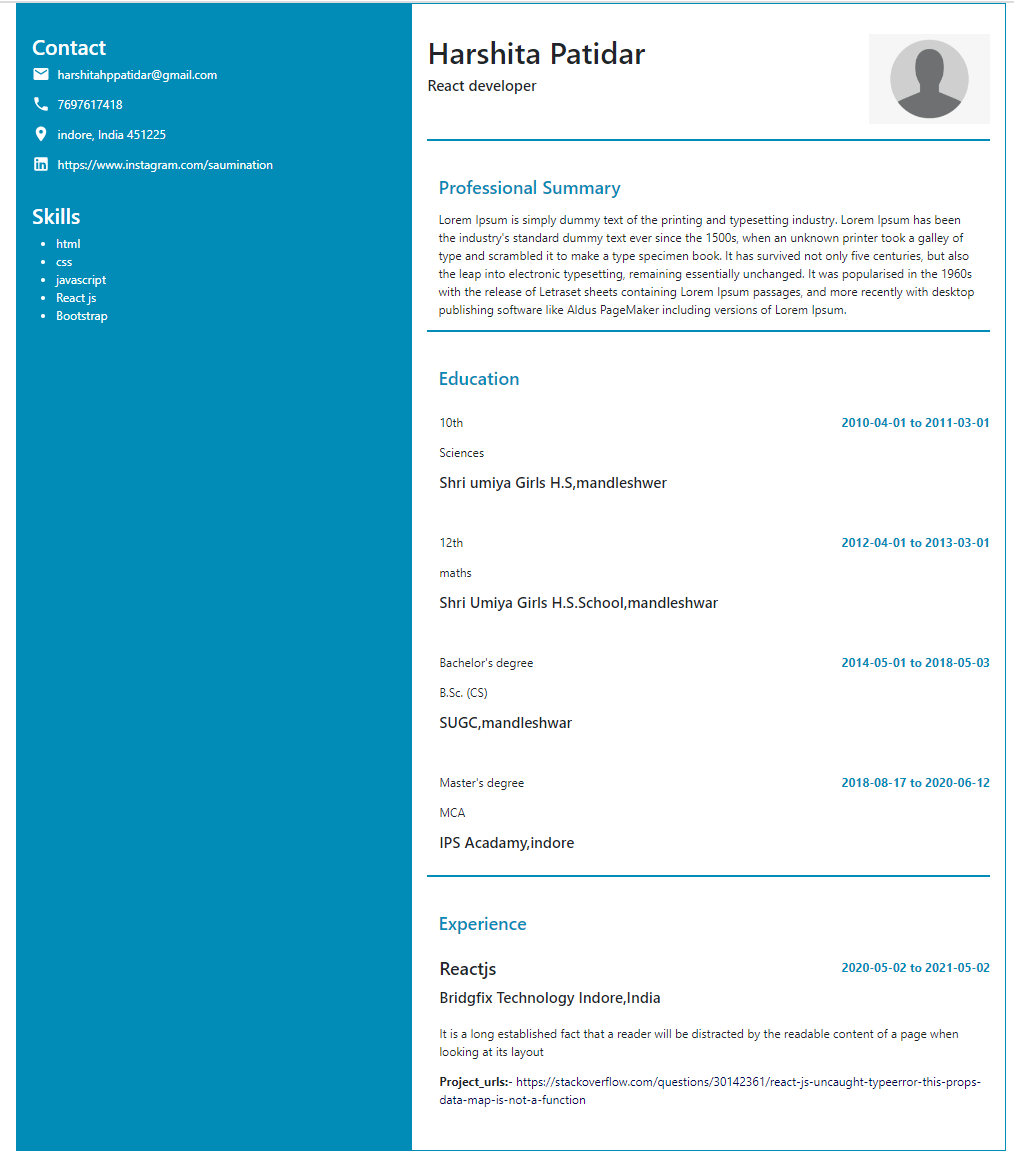 Contact
harshitahppatidar@gmail.com
7697617418
indore, India 451225
https://www.instagram.com/saumination
Skills
html
css
javascript
React js
Bootstrap
Harshita Patidar
React developer
Professional Summary
Lorem Ipsum is simply dummy text of the printing and typesetting industry. Lorem Ipsum has been
the industry's standard dummy text ever since the 1500s, when an unknown printer took a galley of
type and scrambled it to make a type specimen book. It has survived not only five centuries, but also
the leap into electronic typesetting, remaining essentially unchanged. It was popularised in the 1960s
with the release of Letraset sheets containing Lorem Ipsum passages, and more recently with desktop
publishing software like Aldus PageMaker including versions of Lorem Ipsum.
Education
10th 2010-04-01 to 2011-03-01
Sciences
Shri umiya Girls H.S,mandleshwer
12th 2012-04-01 to 2013-03-01
maths
Shri Umiya Girls H.S.School,mandleshwar
Bachelor's degree 2014-05-01 to 2018-05-03
B.Sc. (CS)
SUGC,mandleshwar
Master's degree 2018-08-17 to 2020-06-12
MCA
IPS Acadamy,indore
Experience
Reactjs 2020-05-02 to 2021-05-02
Bridgfix Technology Indore,India
It is a long established fact that a reader will be distracted by the readable content of a page when
looking at its layout
Project_urls:- https://stackoverflow.com/questions/30142361/react-js-uncaught-typeerror-this-props-
data-map-is-not-a-function